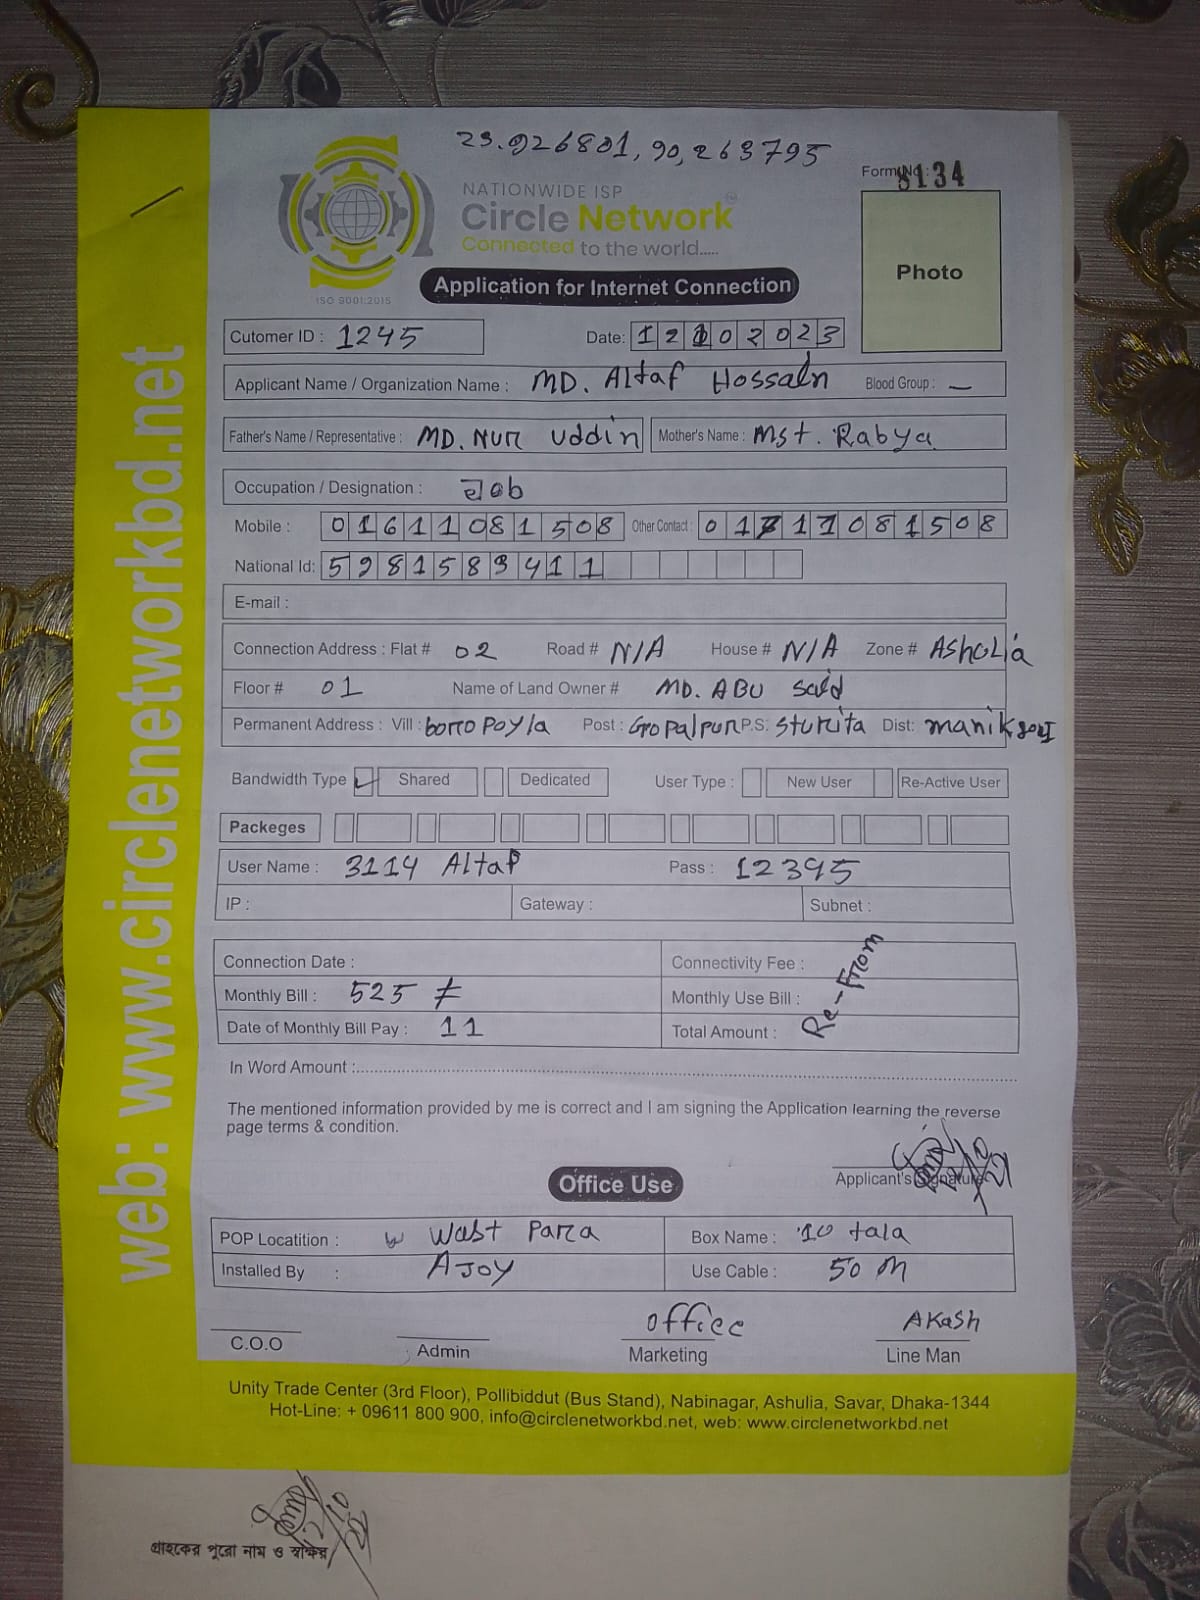 23.926801, 90,263795
Form No : 8134
NATIONWIDE ISP
Circle Network
Connected to the world.....
ISO 9001:2015
Application for Internet Connection
Photo
Cutomer ID : 1245 Date: 12102023
Applicant Name / Organization Name : MD. Altaf Hossain Blood Group : —
Father's Name / Representative : MD. NUR Uddin Mother's Name : Mst. Rabya
Occupation / Designation : Job
Mobile : 01611081508 Other Contact : 01711081508
National Id: 5981583411
E-mail :
Connection Address : Flat # 02 Road # N/A House # N/A Zone # Asholia
Floor # 01 Name of Land Owner # MD. ABU Said
Permanent Address : Vill : borro Poyla Post : Gopalpur P.S: Dist:
Bandwidth Type ✓ Shared Dedicated User Type : New User Re-Active User
Packeges
User Name : 3114 Altaf Pass : 12345
IP : Gateway : Subnet :
Connection Date : Connectivity Fee :
Monthly Bill : 525 Monthly Use Bill :
Date of Monthly Bill Pay : 11 Total Amount :
Re-From
In Word Amount :
The mentioned information provided by me is correct and I am signing the Application learning the reverse
page terms & condition.
Applicant's Signature
Office Use
POP Locatition : West Para Box Name : 10 tala
Installed By : AJOY Use Cable : 50 M
office AKash
C.O.O Admin Marketing Line Man
Unity Trade Center (3rd Floor), Pollibiddut (Bus Stand), Nabinagar, Ashulia, Savar, Dhaka-1344
Hot-Line: + 09611 800 900, info@circlenetworkbd.net, web: www.circlenetworkbd.net
web: www.circlenetworkbd.net
গ্রাহকের পুরো নাম ও স্বাক্ষর